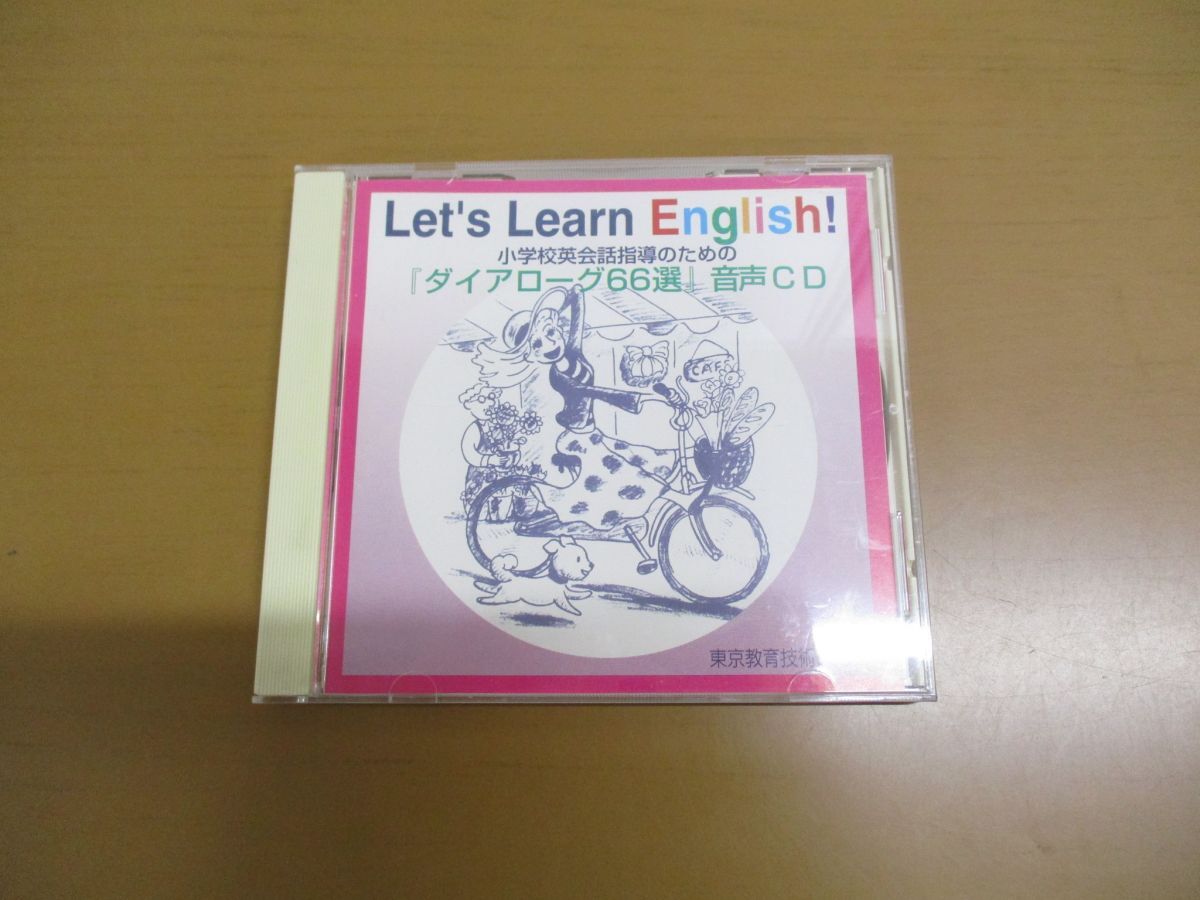 Let's Learn English!
小学校英会話指導のための
『ダイアローグ66選』音声CD
CAFE
東京教育技術